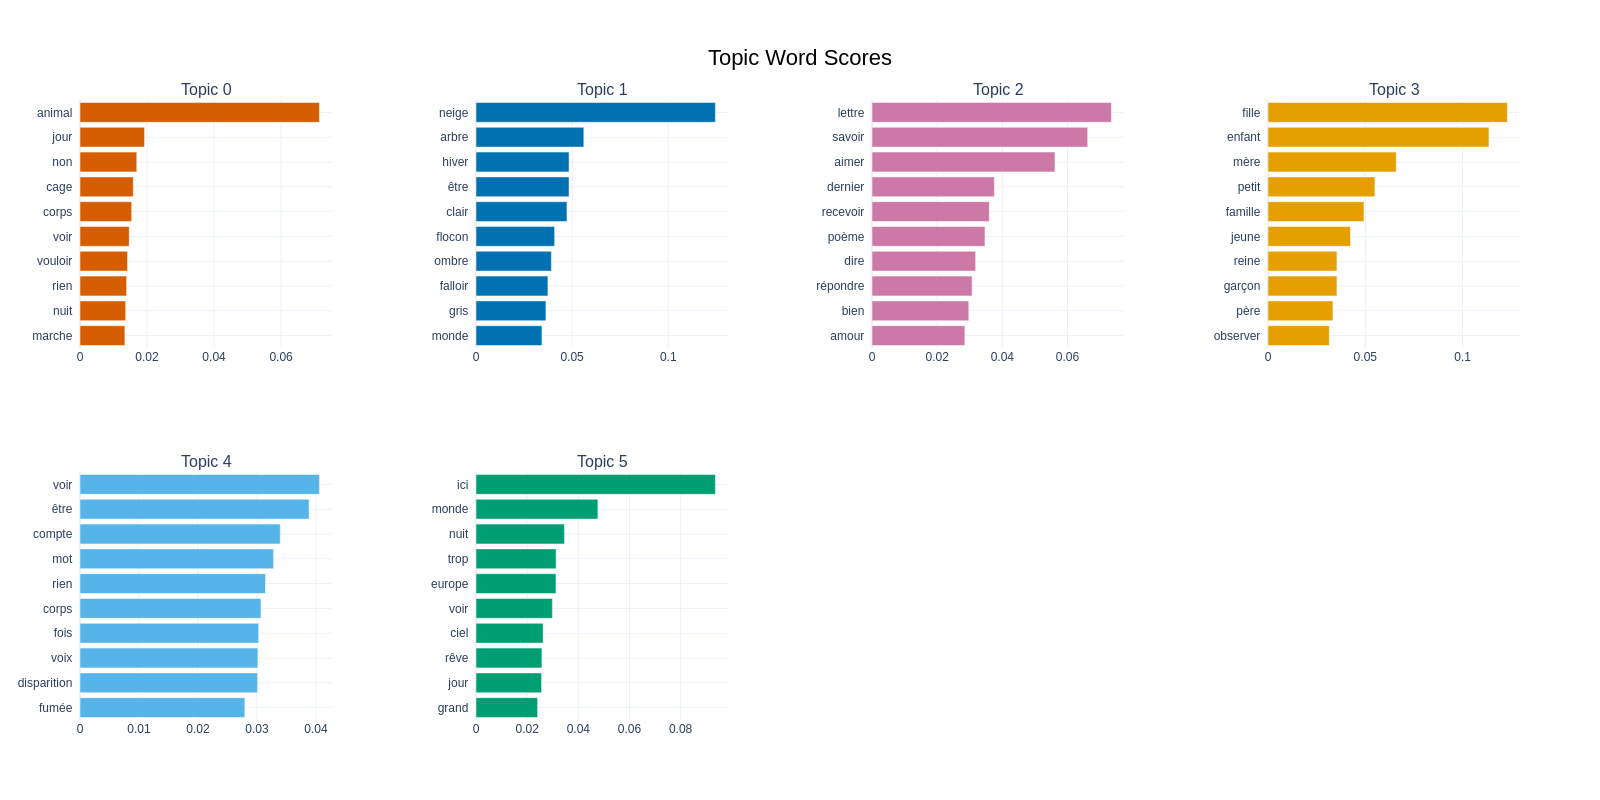 Topic Word Scores
Topic 0
animal
jour
non
cage
corps
voir
vouloir
rien
nuit
marche
0 0.02 0.04 0.06
Topic 1
neige
arbre
hiver
être
clair
flocon
ombre
falloir
gris
monde
0 0.05 0.1
Topic 2
lettre
savoir
aimer
dernier
recevoir
poème
dire
répondre
bien
amour
0 0.02 0.04 0.06
Topic 3
fille
enfant
mère
petit
famille
jeune
reine
garçon
père
observer
0 0.05 0.1
Topic 4
voir
être
compte
mot
rien
corps
fois
voix
disparition
fumée
0 0.01 0.02 0.03 0.04
Topic 5
ici
monde
nuit
trop
europe
voir
ciel
rêve
jour
grand
0 0.02 0.04 0.06 0.08